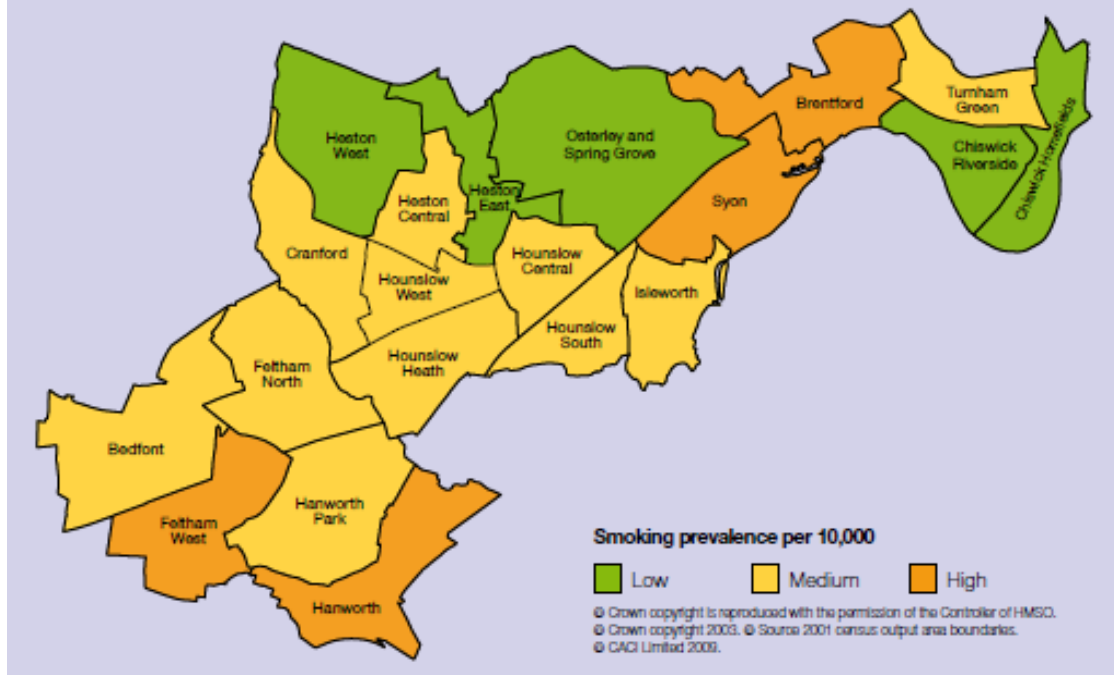 Brentford
Turnham
Green
Heston
West
Osterley and
Spring Grove
Chiswick
Riverside
Chiswick Homefields
Heston
Central
Heston
East
Syon
Cranford
Hounslow
West
Hounslow
Central
Isleworth
Hounslow
South
Hounslow
Heath
Feltham
North
Bedfont
Hanworth
Park
Feltham
West
Hanworth
Smoking prevalence per 10,000
Low
Medium
High
© Crown copyright is reproduced with the permission of the Controller of HMSO.
© Crown copyright 2003. © Source 2001 census output area boundaries.
© CACI Limited 2009.